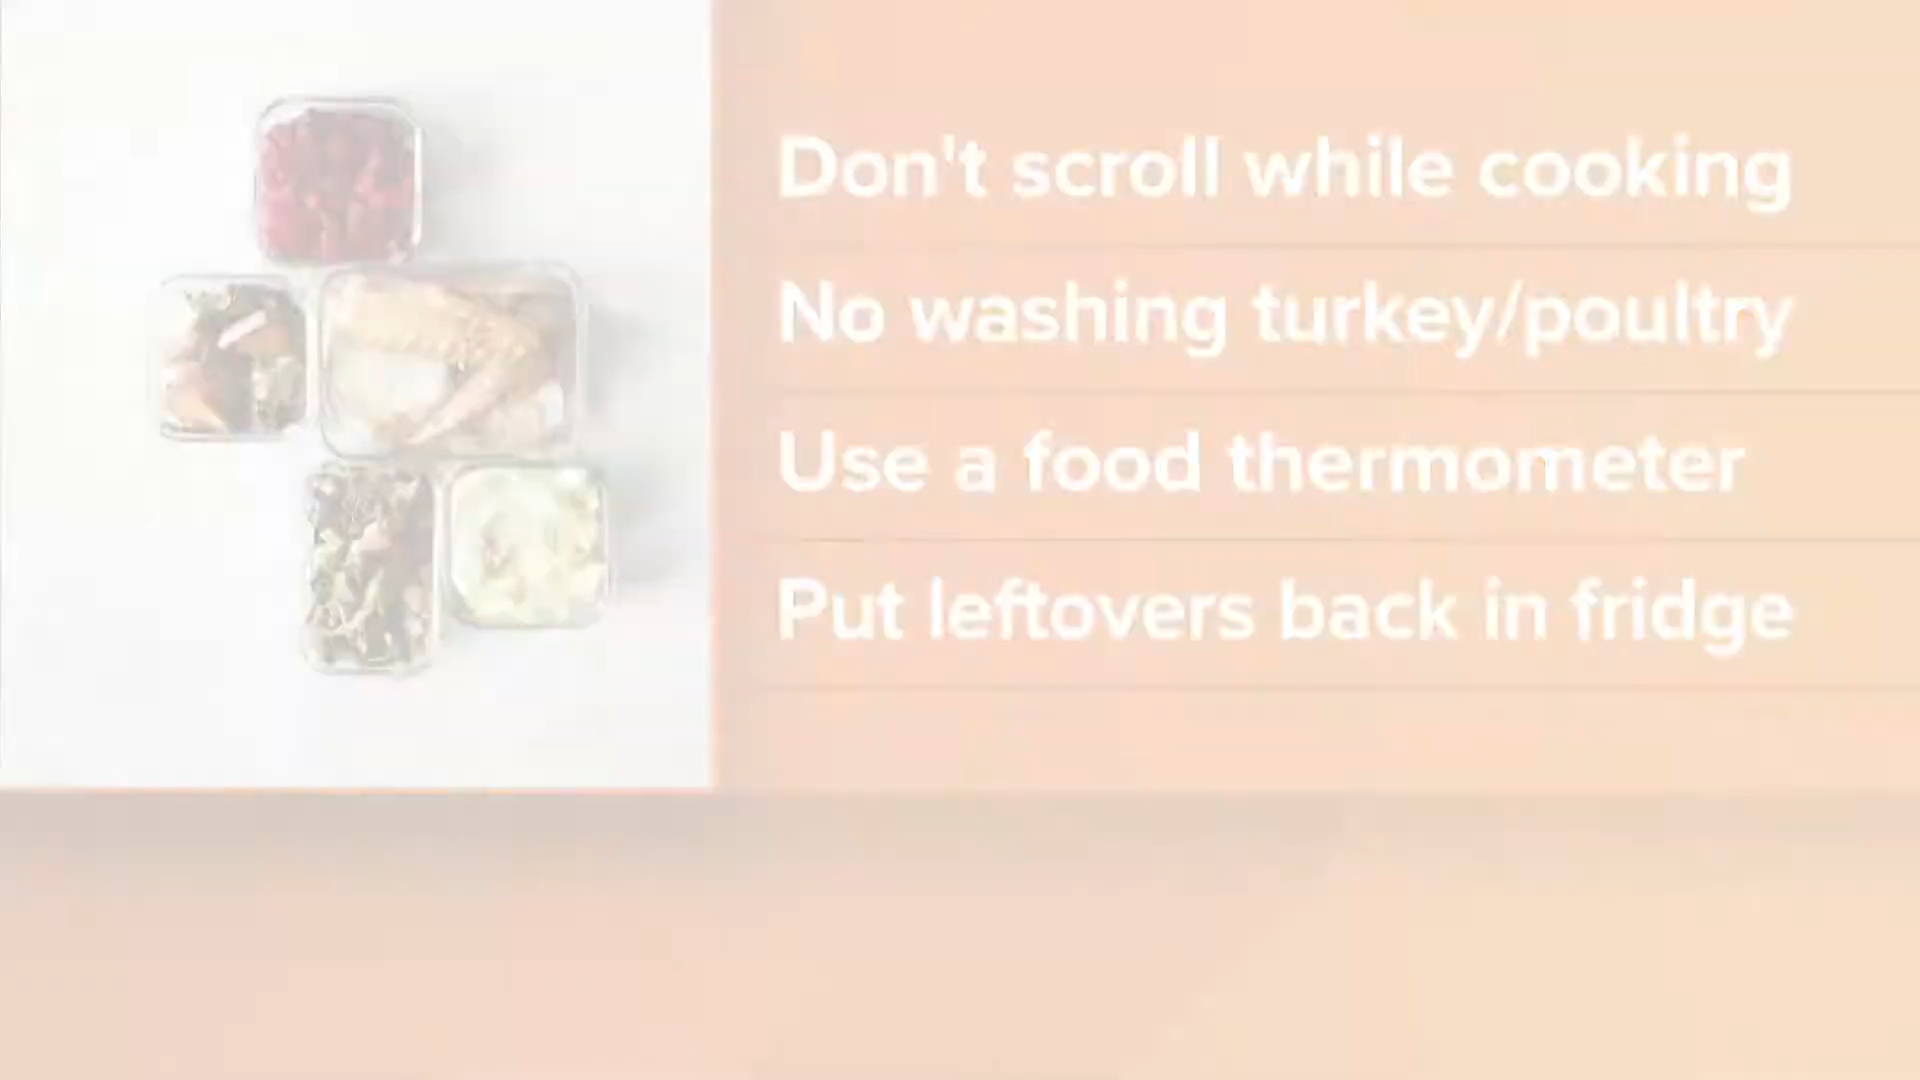 Don't scroll while cooking
No washing turkey/poultry
Use a food thermometer
Put leftovers back in fridge